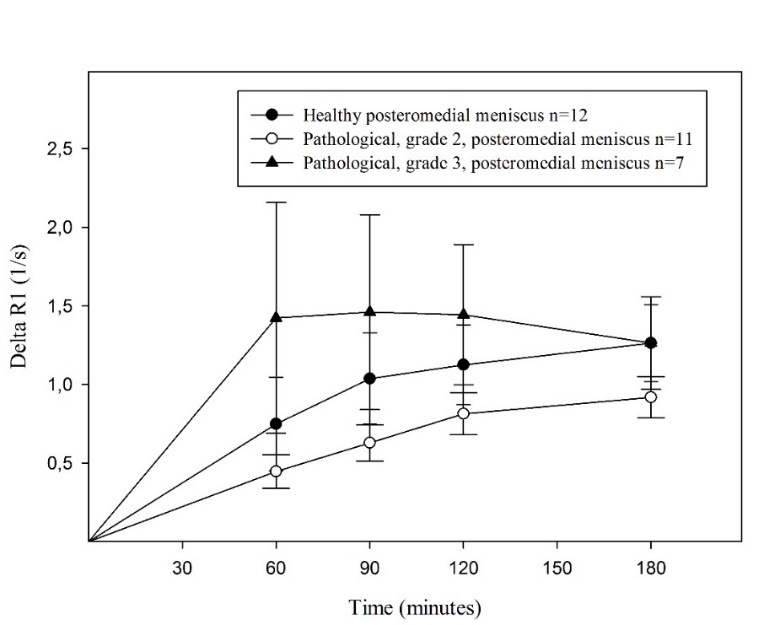 Healthy posteromedial meniscus n=12
Pathological, grade 2, posteromedial meniscus n=11
Pathological, grade 3, posteromedial meniscus n=7
2,5
2,0
1,5
1,0
0,5
Delta R1 (1/s)
30 60 90 120 150 180
Time (minutes)